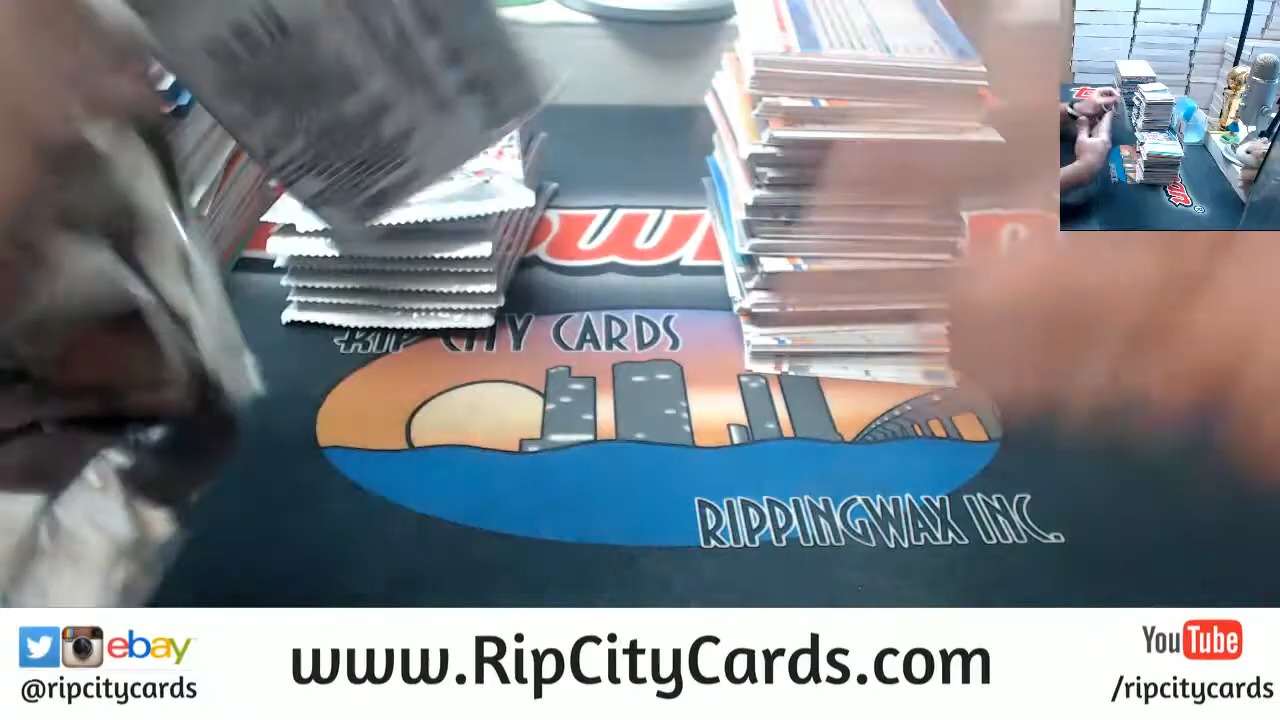 RIP CITY CARDS
RIPPINGWAX INC.
ebay
@ripcitycards
www.RipCityCards.com
YouTube
/ripcitycards